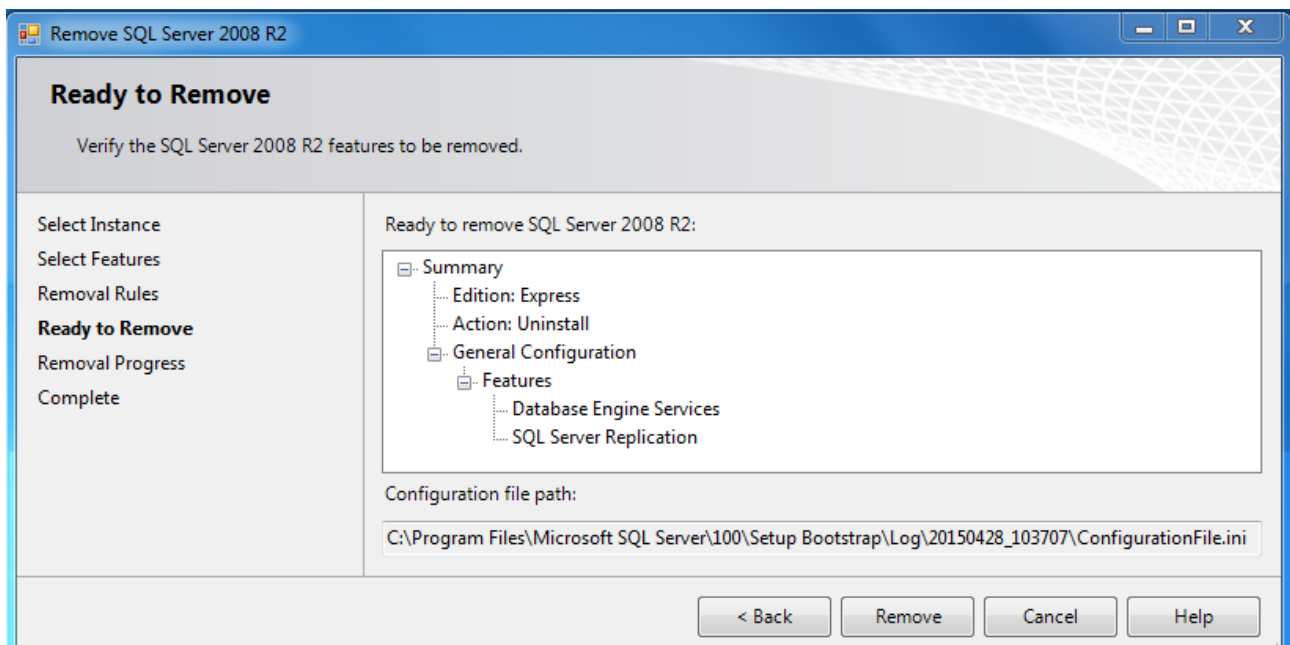 Remove SQL Server 2008 R2
Ready to Remove
Verify the SQL Server 2008 R2 features to be removed.
Select Instance
Select Features
Removal Rules
Ready to Remove
Removal Progress
Complete
Ready to remove SQL Server 2008 R2:
Summary
Edition: Express
Action: Uninstall
General Configuration
Features
Database Engine Services
SQL Server Replication
Configuration file path:
C:\Program Files\Microsoft SQL Server\100\Setup Bootstrap\Log\20150428_103707\ConfigurationFile.ini
< Back
Remove
Cancel
Help